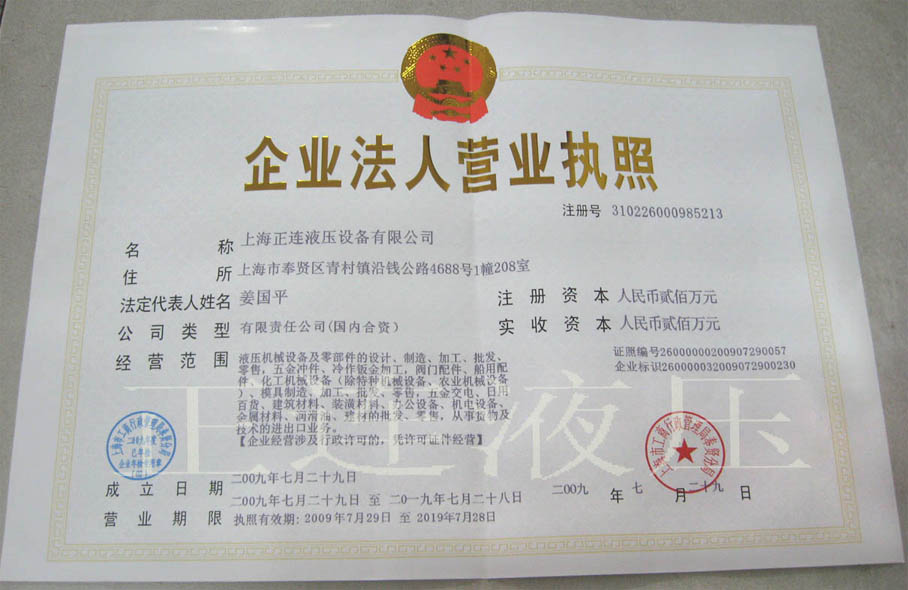 企业法人营业执照
注册号 310226000985213
名 称 上海正连液压设备有限公司
住 所 上海市奉贤区青村镇沿钱公路4688号1幢208室
法定代表人姓名 姜国平
注 册 资 本 人民币贰佰万元
公 司 类 型 有限责任公司(国内合资)
实 收 资 本 人民币贰佰万元
证照编号26000000200907290057
企业标识260000032009072900230
经 营 范 围 液压机械设备及零部件的设计、制造、加工、批发、
零售，五金冲件、冷作钣金加工，阀门配件、船用配
件、化工机械设备（除特种机械设备、农业机械设备
）、模具制造、加工、批发、零售，五金交电、日用
百货、建筑材料、装潢材料、办公设备、机电设备、
金属材料、润滑油、建材的批发、零售，从事货物及
技术的进出口业务。
【企业经营涉及行政许可的，凭许可证件经营】
正连液压
上海市工商行政管理局奉贤分局
成 立 日 期 二00九年七月二十九日
二00九 年 七 月 二十九 日
营 业 期 限 二00九年七月二十九日 至 二0一九年七月二十八日
执照有效期: 2009年7月29日 至 2019年7月28日